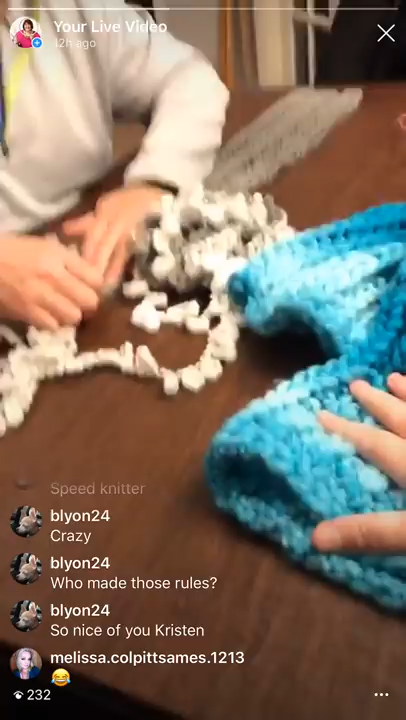 Your Live Video
12h ago
Speed knitter
blyon24
Crazy
blyon24
Who made those rules?
blyon24
So nice of you Kristen
melissa.colpittsames.1213
😂
232